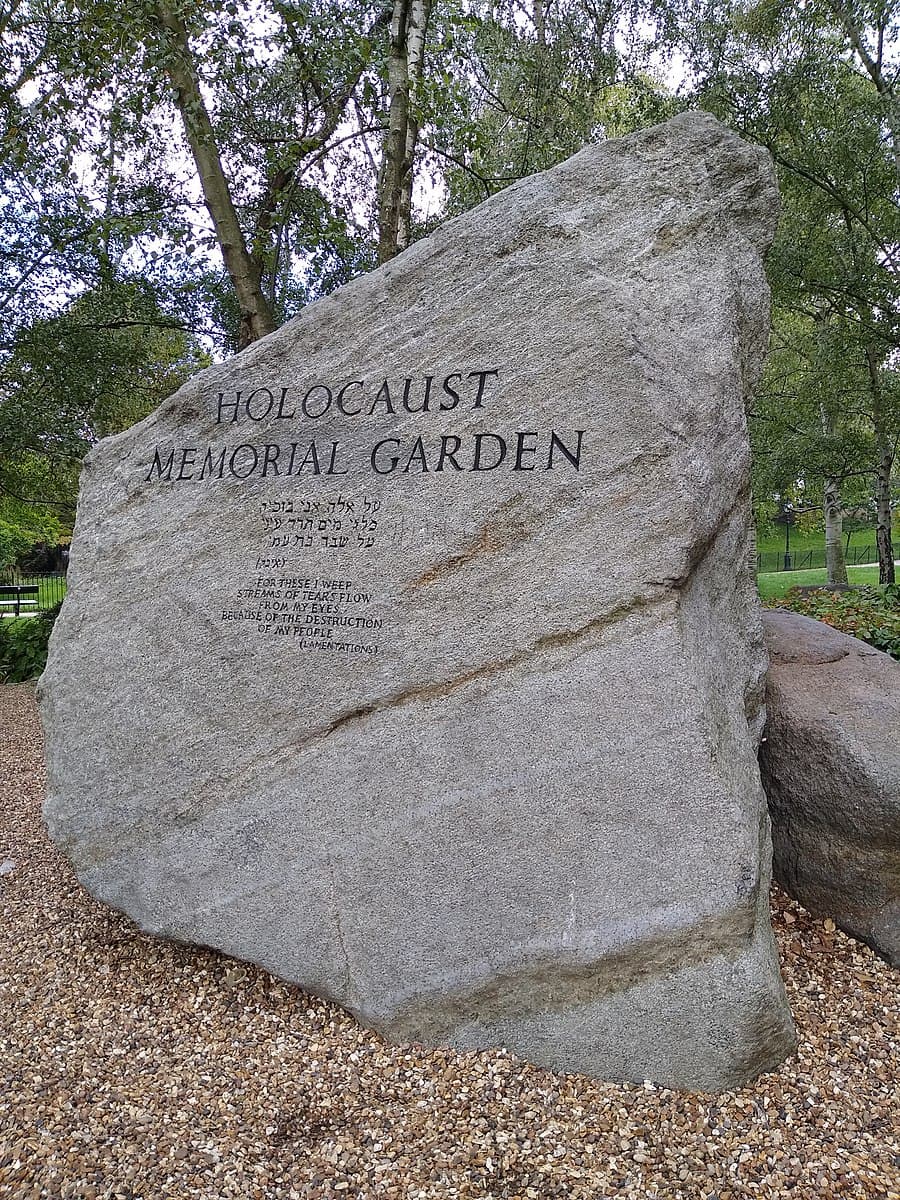 HOLOCAUST
MEMORIAL GARDEN
על אלה אני בוכיה
פלגי מים תרד עיני
על שבר בת עמי
(איכה)
FOR THESE I WEEP
STREAMS OF TEARS FLOW
FROM MY EYES
BECAUSE OF THE DESTRUCTION
OF MY PEOPLE
(LAMENTATIONS)